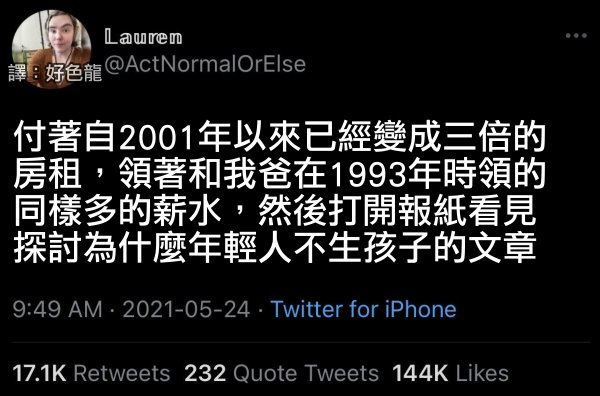 Lauren
@ActNormalOrElse
譯：好色龍
付著自2001年以來已經變成三倍的
房租，領著和我爸在1993年時領的
同樣多的薪水，然後打開報紙看見
探討為什麼年輕人不生孩子的文章
9:49 AM · 2021-05-24 · Twitter for iPhone
17.1K Retweets 232 Quote Tweets 144K Likes